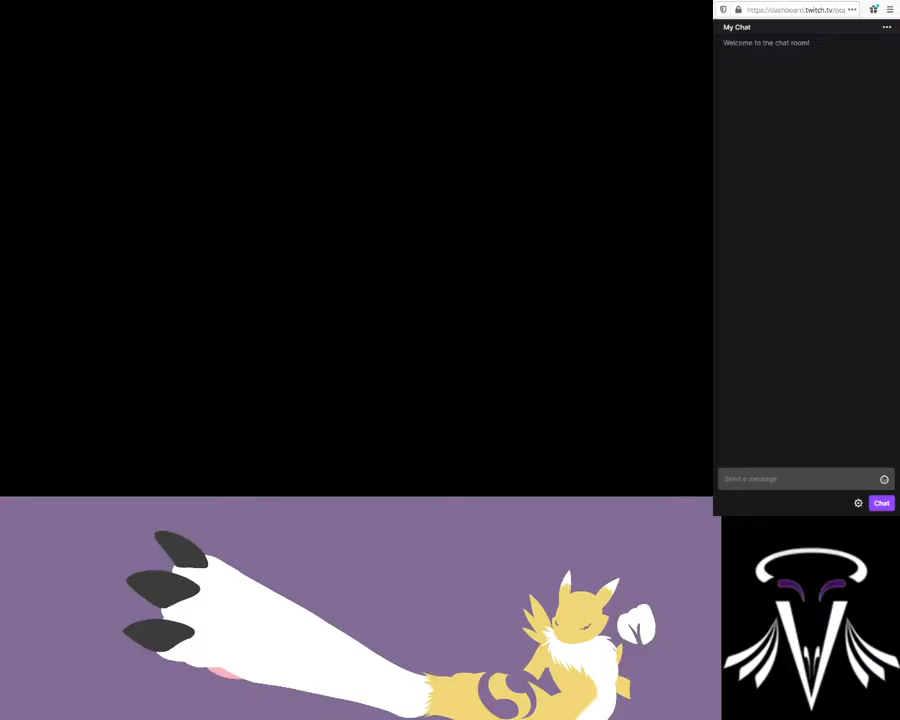 https://dashboard.twitch.tv/po
My Chat
Welcome to the chat room!
Send a message
Chat